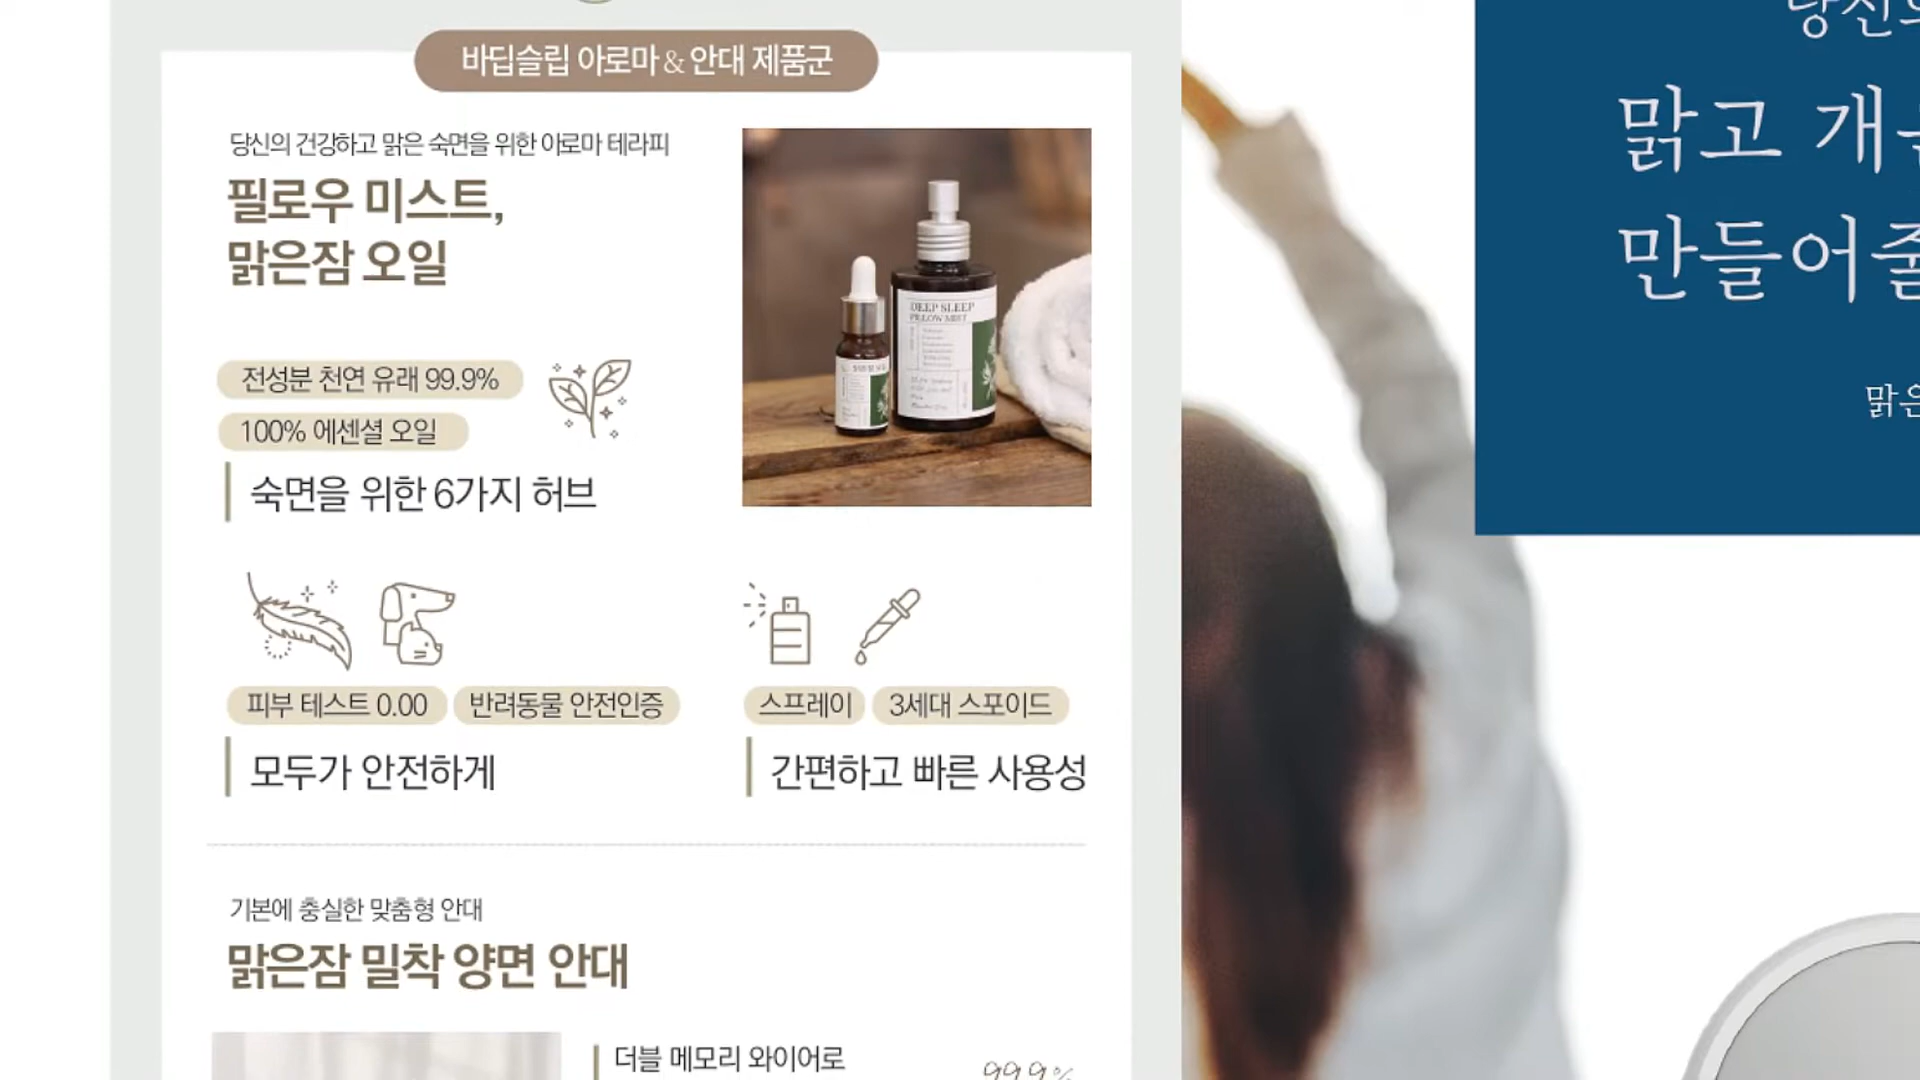 바딥슬립 아로마 & 안대 제품군
당신의 건강하고 맑은 숙면을 위한 아로마 테라피
필로우 미스트,
맑은잠 오일
DEEP SLEEP
PILLOW MIST
전성분 천연 유래 99.9%
100% 에센셜 오일
숙면을 위한 6가지 허브
피부 테스트 0.00
반려동물 안전인증
모두가 안전하게
스프레이
3세대 스포이드
간편하고 빠른 사용성
기본에 충실한 맞춤형 안대
맑은잠 밀착 양면 안대
더블 메모리 와이어로
99.9%
맑고
만들어줄